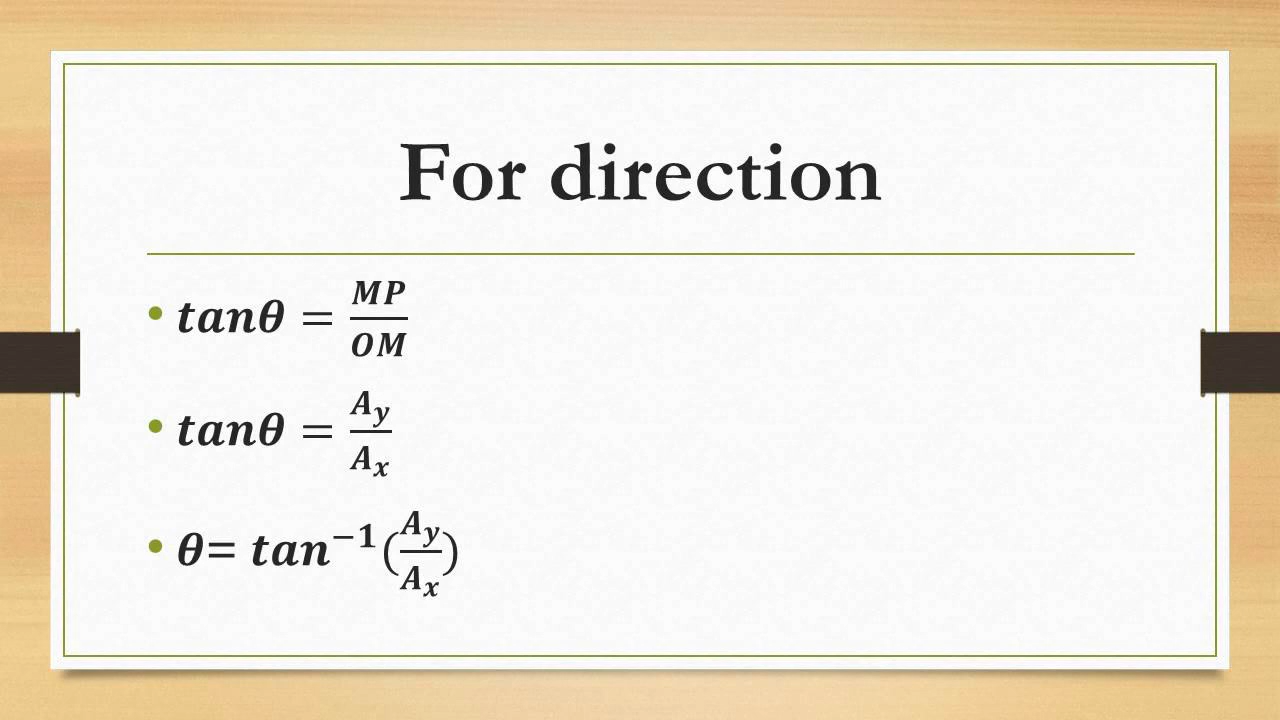 For direction
• tanθ = MP/OM
• tanθ = A_y/A_x
• θ= tan⁻¹(A_y/A_x)